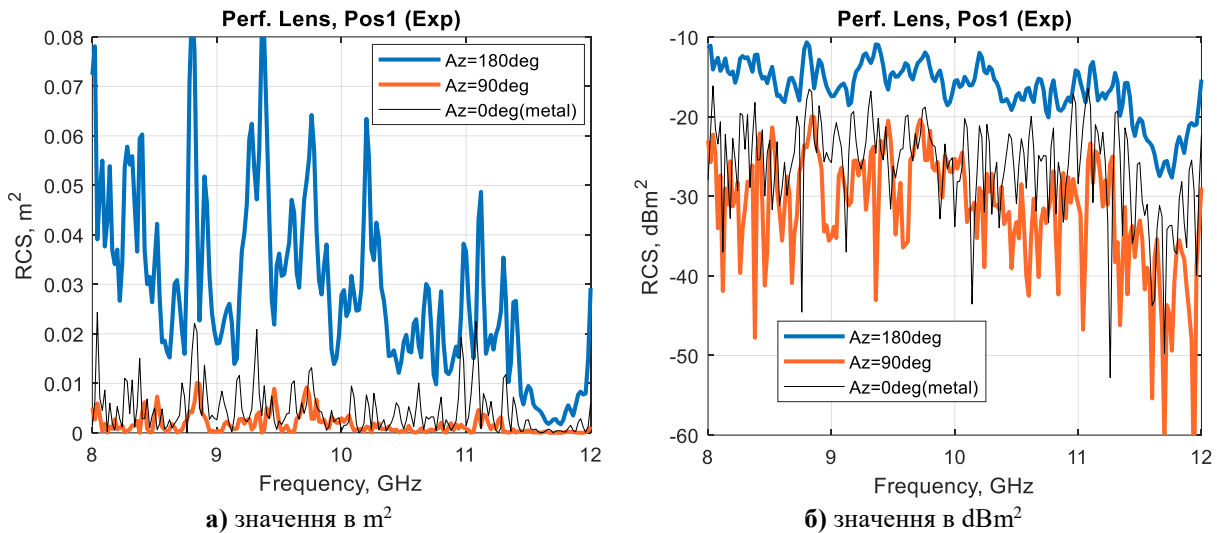 Perf. Lens, Pos1 (Exp)
RCS, m²
0.08
0.07
0.06
0.05
0.04
0.03
0.02
0.01
0
Az=180deg
Az=90deg
Az=0deg(metal)
8 9 10 11 12
Frequency, GHz
а) значення в m²
Perf. Lens, Pos1 (Exp)
RCS, dBm²
-10
-20
-30
-40
-50
-60
Az=180deg
Az=90deg
Az=0deg(metal)
8 9 10 11 12
Frequency, GHz
б) значення в dBm²